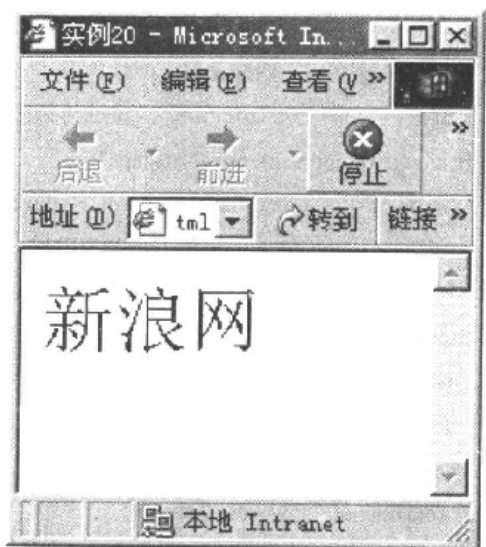 实例20 - Microsoft In...
文件(F) 编辑(E) 查看(V »
后退 前进 停止 »
地址(D) tml 转到 链接 »
新浪网
本地 Intranet